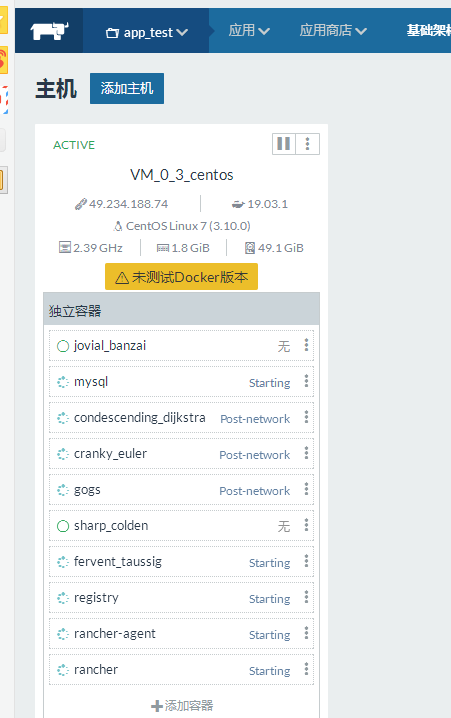 app_test 应用 应用商店 基础架构
主机 添加主机
ACTIVE
VM_0_3_centos
49.234.188.74 19.03.1
CentOS Linux 7 (3.10.0)
2.39 GHz 1.8 GiB 49.1 GiB
未测试Docker版本
独立容器
jovial_banzai 无
mysql Starting
condescending_dijkstra Post-network
cranky_euler Post-network
gogs Post-network
sharp_colden 无
fervent_taussig Starting
registry Starting
rancher-agent Starting
rancher Starting
添加容器